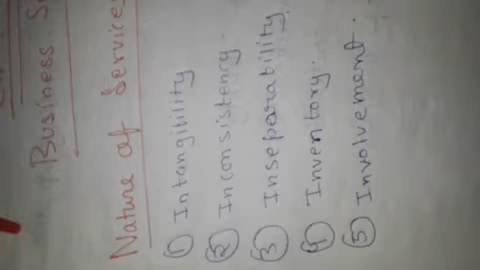 Business
Nature of Services
① Intangibility
② Inconsistency.
③ Inseparability
④ Inventory.
⑤ Involvement.